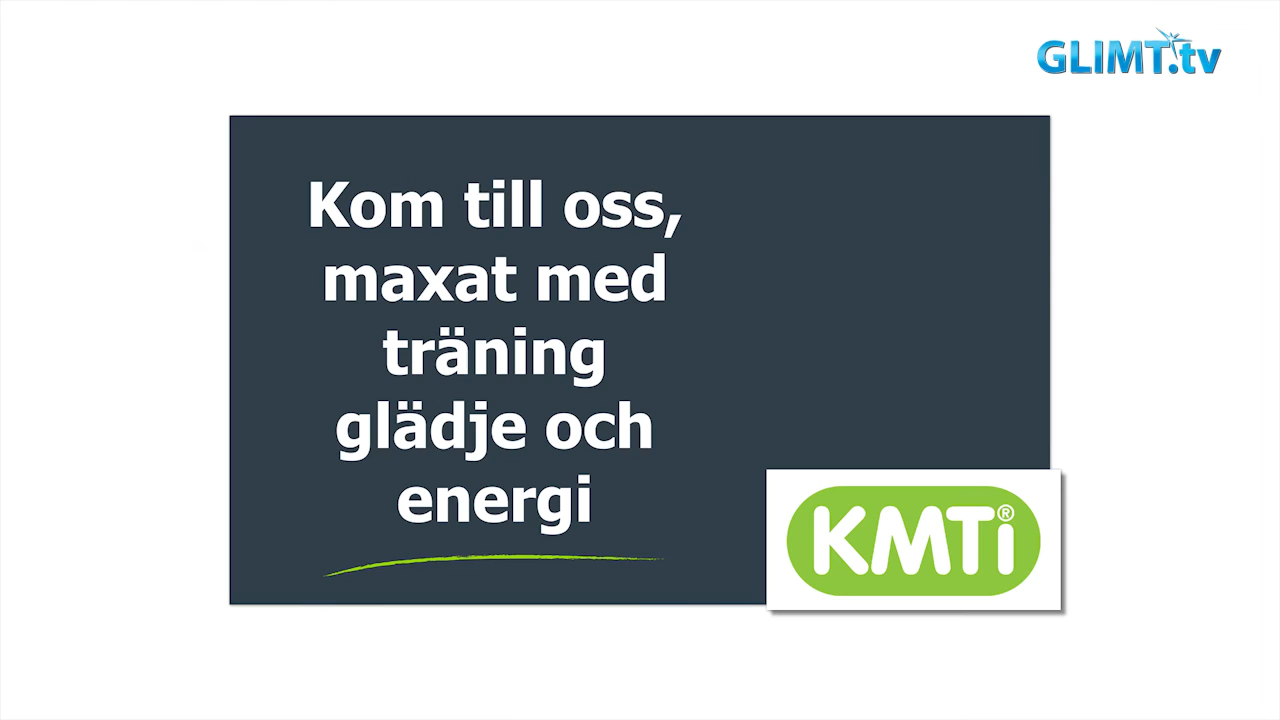 GLIMT.tv
Kom till oss,
maxat med
träning
glädje och
energi
KMTi®